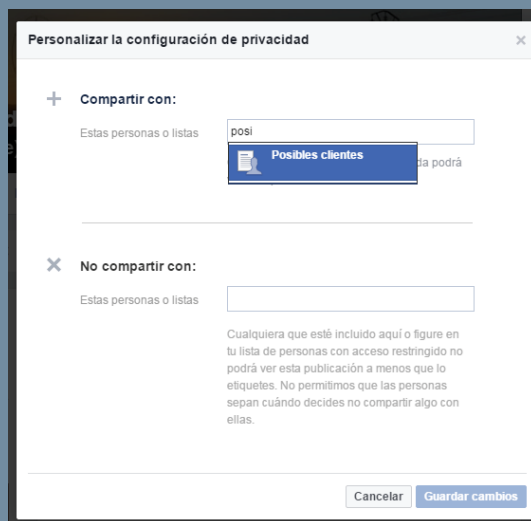 Personalizar la configuración de privacidad
Compartir con:
Estas personas o listas
posi
Posibles clientes
da podrá
No compartir con:
Estas personas o listas
Cualquiera que esté incluido aquí o figure en
tu lista de personas con acceso restringido no
podrá ver esta publicación a menos que lo
etiquetes. No permitimos que las personas
sepan cuándo decides no compartir algo con
ellas.
Cancelar
Guardar cambios